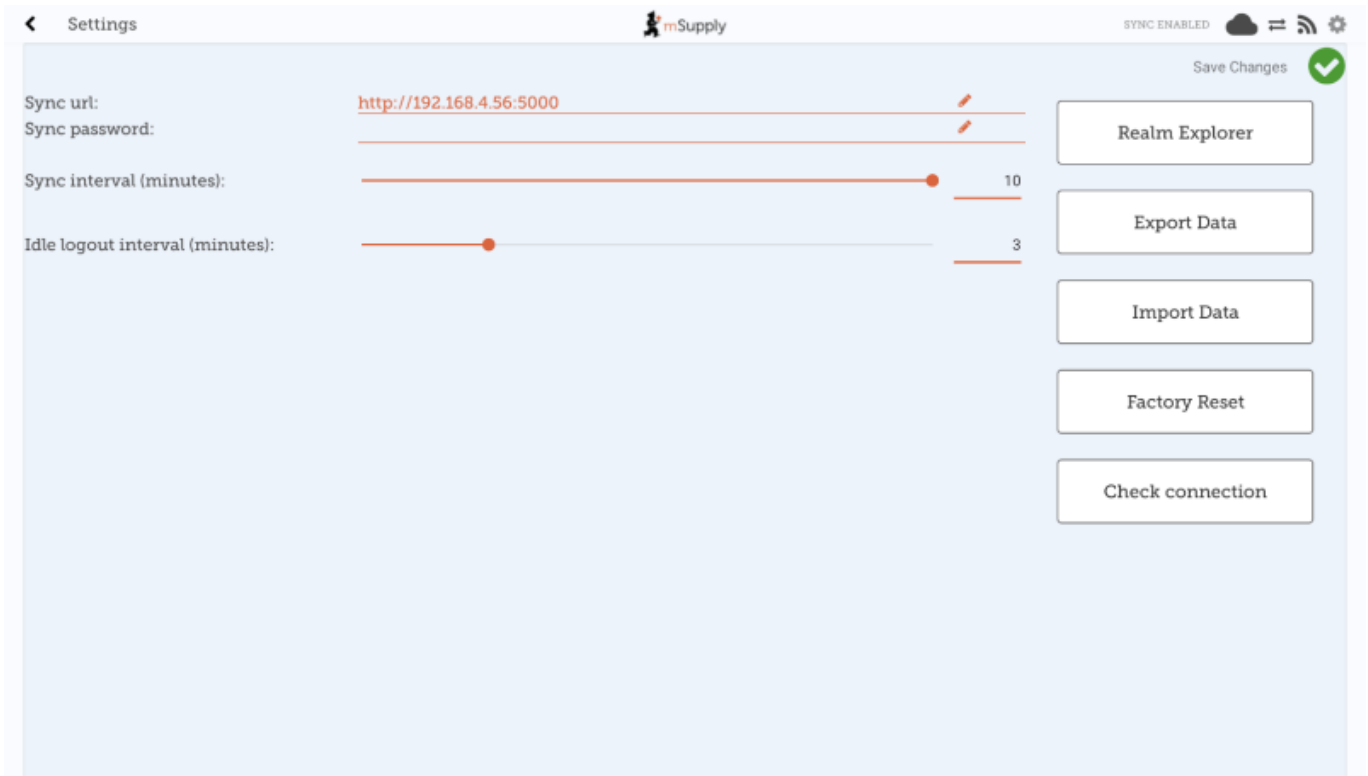 Settings
mSupply
SYNC ENABLED
Save Changes
Sync url:
http://192.168.4.56:5000
Sync password:
Sync interval (minutes):
10
Idle logout interval (minutes):
3
Realm Explorer
Export Data
Import Data
Factory Reset
Check connection